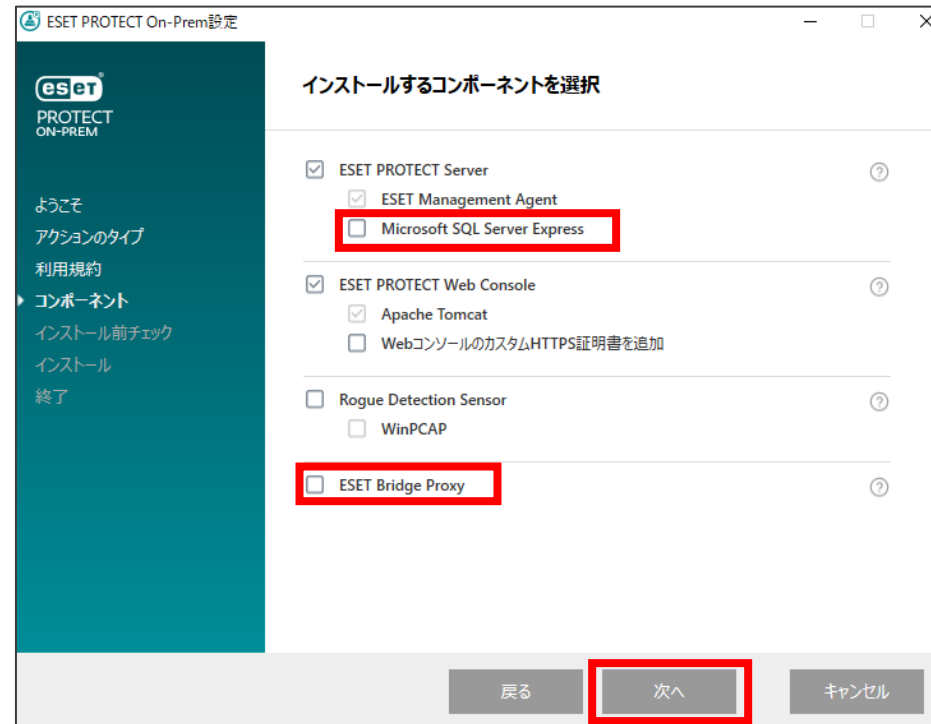 ESET PROTECT On-Prem設定
eseT
PROTECT
ON-PREM
ようこそ
アクションのタイプ
利用規約
コンポーネント
インストール前チェック
インストール
終了
インストールするコンポーネントを選択
ESET PROTECT Server
ESET Management Agent
Microsoft SQL Server Express
ESET PROTECT Web Console
Apache Tomcat
WebコンソールのカスタムHTTPS証明書を追加
Rogue Detection Sensor
WinPCAP
ESET Bridge Proxy
戻る
次へ
キャンセル